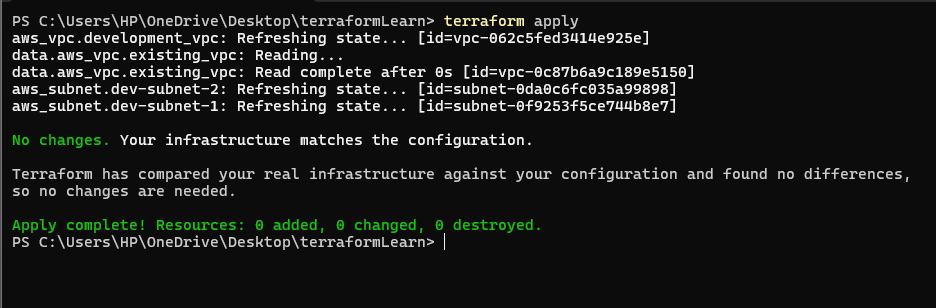 PS C:\Users\HP\OneDrive\Desktop\terraformLearn> terraform apply
aws_vpc.development_vpc: Refreshing state... [id=vpc-062c5fed3414e925e]
data.aws_vpc.existing_vpc: Reading...
data.aws_vpc.existing_vpc: Read complete after 0s [id=vpc-0c87b6a9c189e5150]
aws_subnet.dev-subnet-2: Refreshing state... [id=subnet-0da0c6fc035a99898]
aws_subnet.dev-subnet-1: Refreshing state... [id=subnet-0f9253f5ce744b8e7]
No changes. Your infrastructure matches the configuration.
Terraform has compared your real infrastructure against your configuration and found no differences,
so no changes are needed.
Apply complete! Resources: 0 added, 0 changed, 0 destroyed.
PS C:\Users\HP\OneDrive\Desktop\terraformLearn>